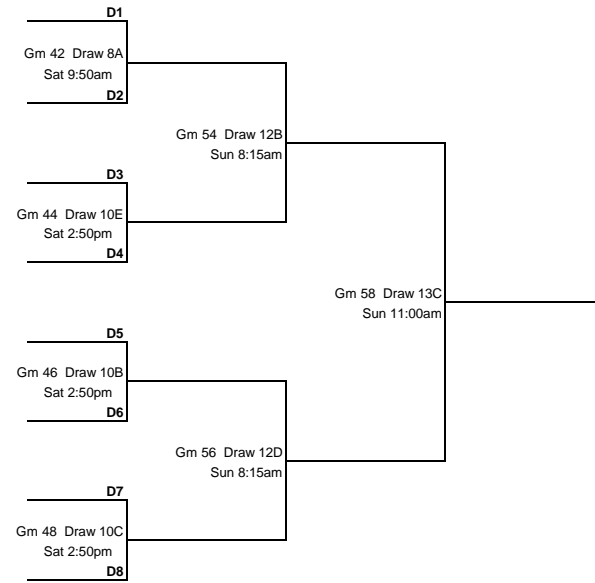 D1
Gm 42 Draw 8A
Sat 9:50am
D2
Gm 54 Draw 12B
Sun 8:15am
D3
Gm 44 Draw 10E
Sat 2:50pm
D4
Gm 58 Draw 13C
Sun 11:00am
D5
Gm 46 Draw 10B
Sat 2:50pm
D6
Gm 56 Draw 12D
Sun 8:15am
D7
Gm 48 Draw 10C
Sat 2:50pm
D8